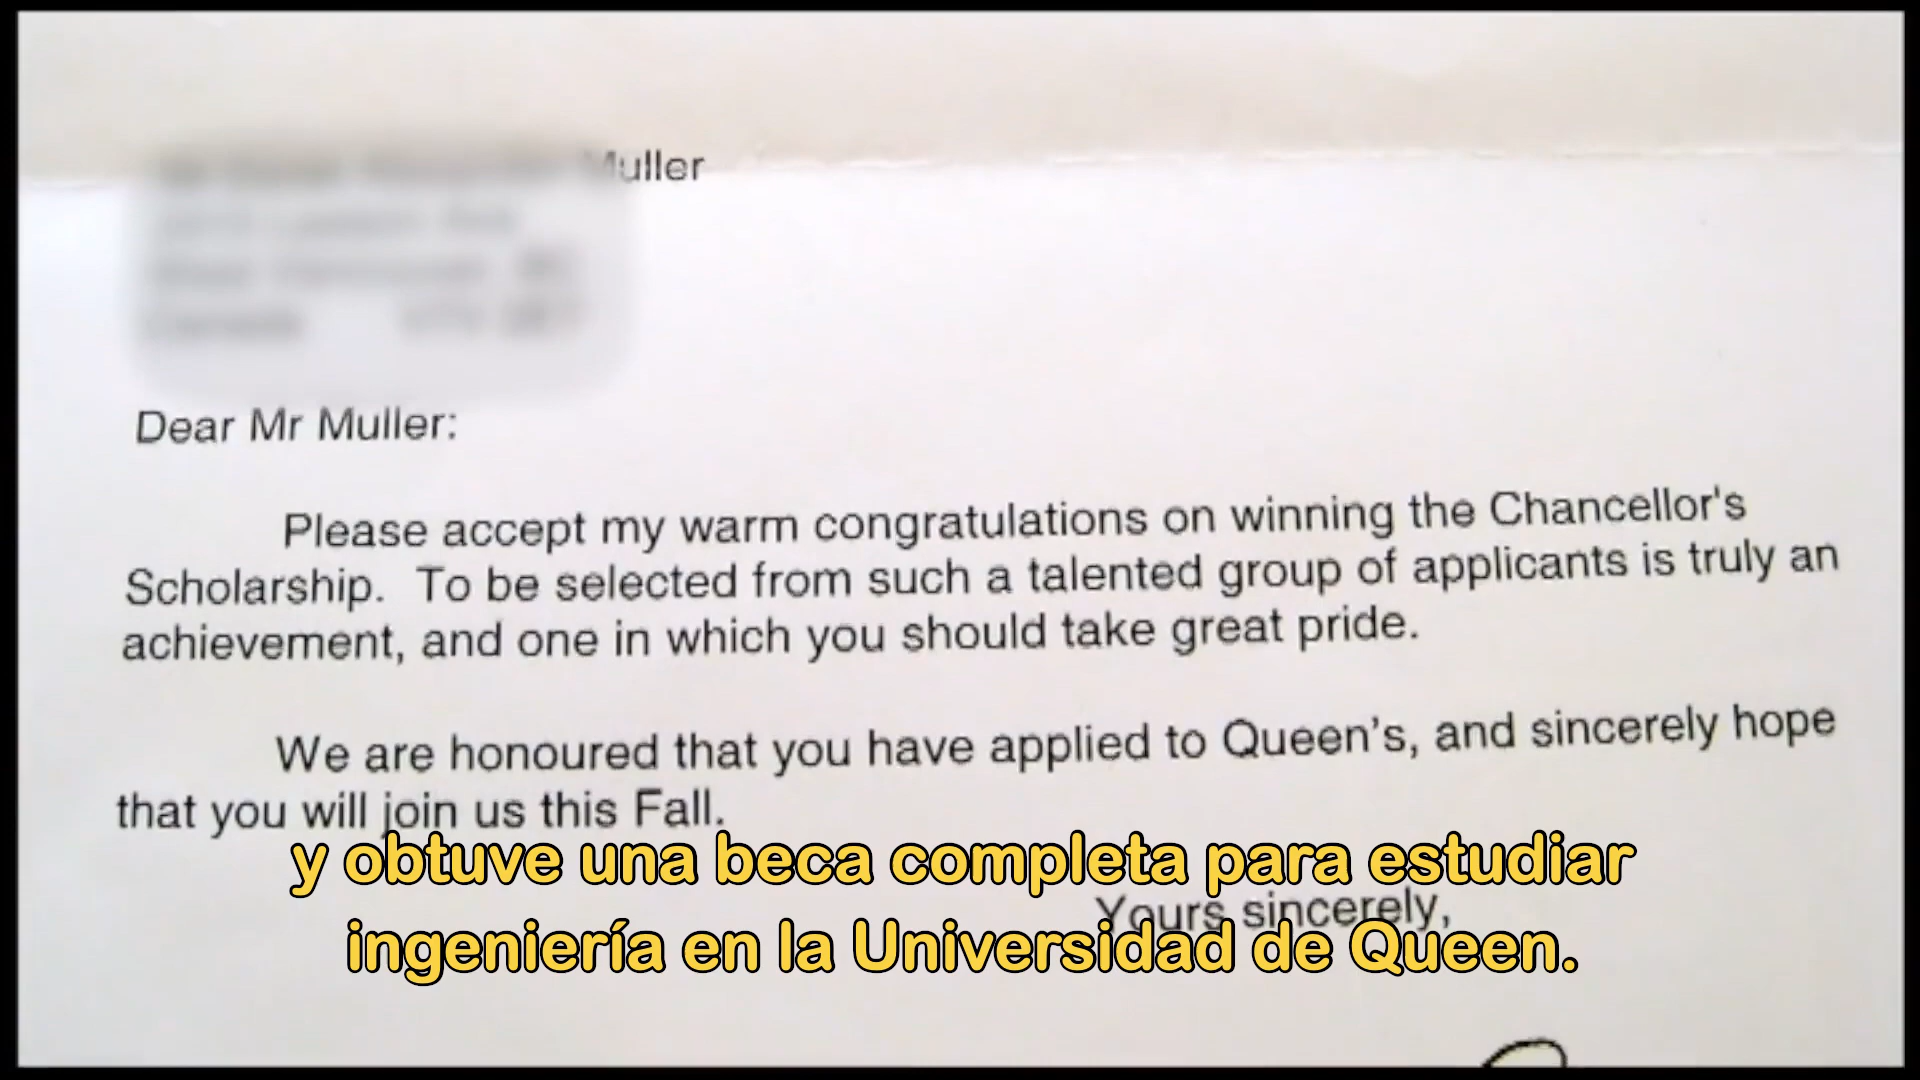 Muller
Dear Mr Muller:
Please accept my warm congratulations on winning the Chancellor's
Scholarship. To be selected from such a talented group of applicants is truly an
achievement, and one in which you should take great pride.
We are honoured that you have applied to Queen's, and sincerely hope
that you will join us this Fall.
y obtuve una beca completa para estudiar
Yours sincerely,
ingeniería en la Universidad de Queen.